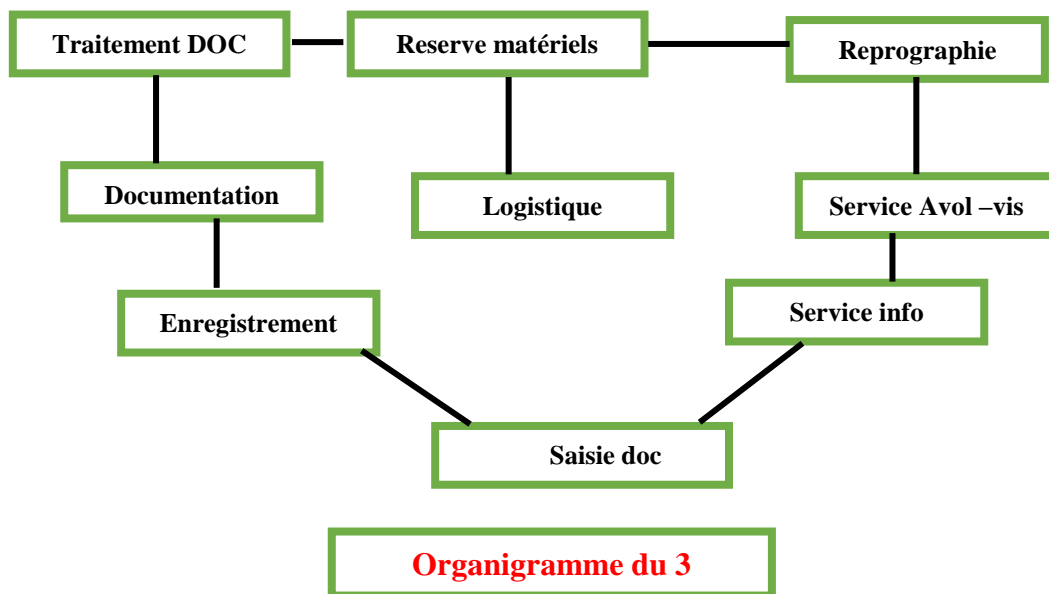 Traitement DOC
Reserve matériels
Reprographie
Documentation
Logistique
Service Avol –vis
Enregistrement
Service info
Saisie doc
Organigramme du 3